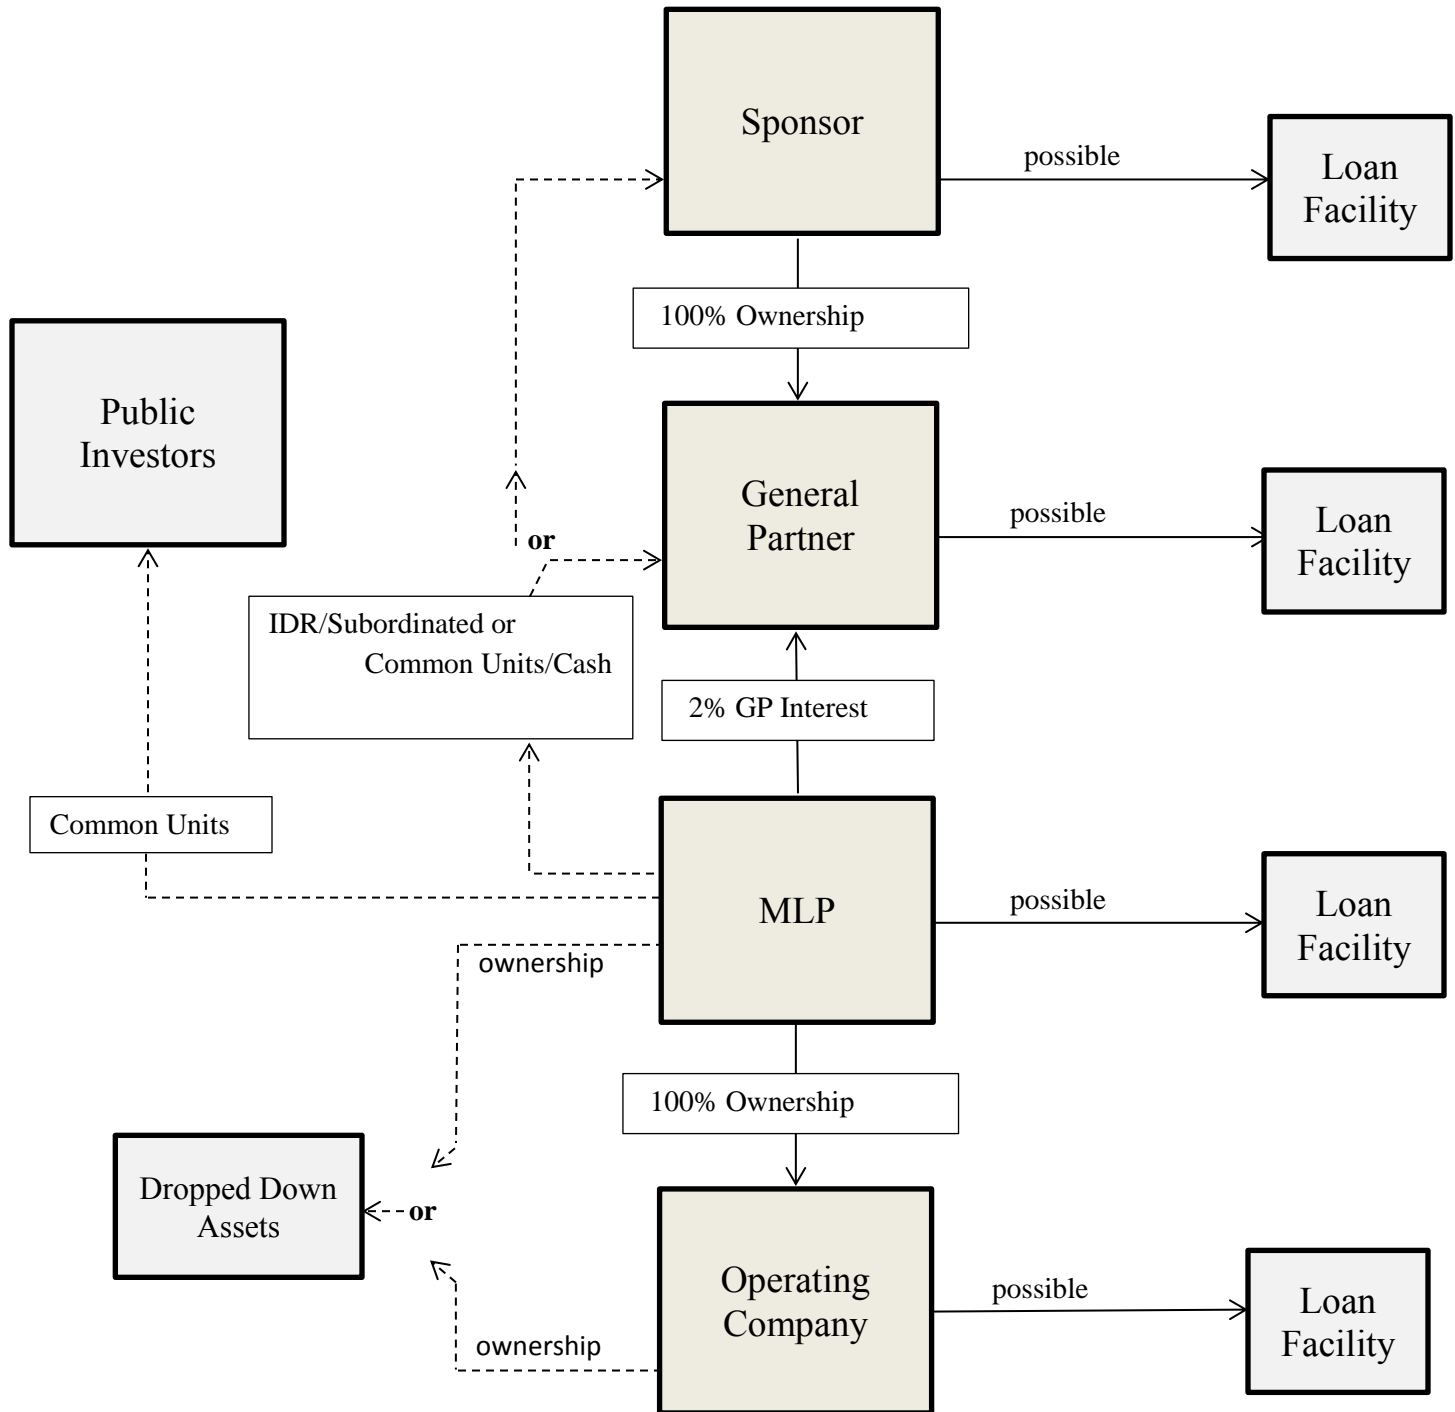 Sponsor
possible
Loan
Facility
100% Ownership
Public
Investors
General
Partner
possible
Loan
Facility
or
IDR/Subordinated or
Common Units/Cash
2% GP Interest
Common Units
MLP
possible
Loan
Facility
ownership
100% Ownership
Dropped Down
Assets
or
Operating
Company
possible
Loan
Facility
ownership